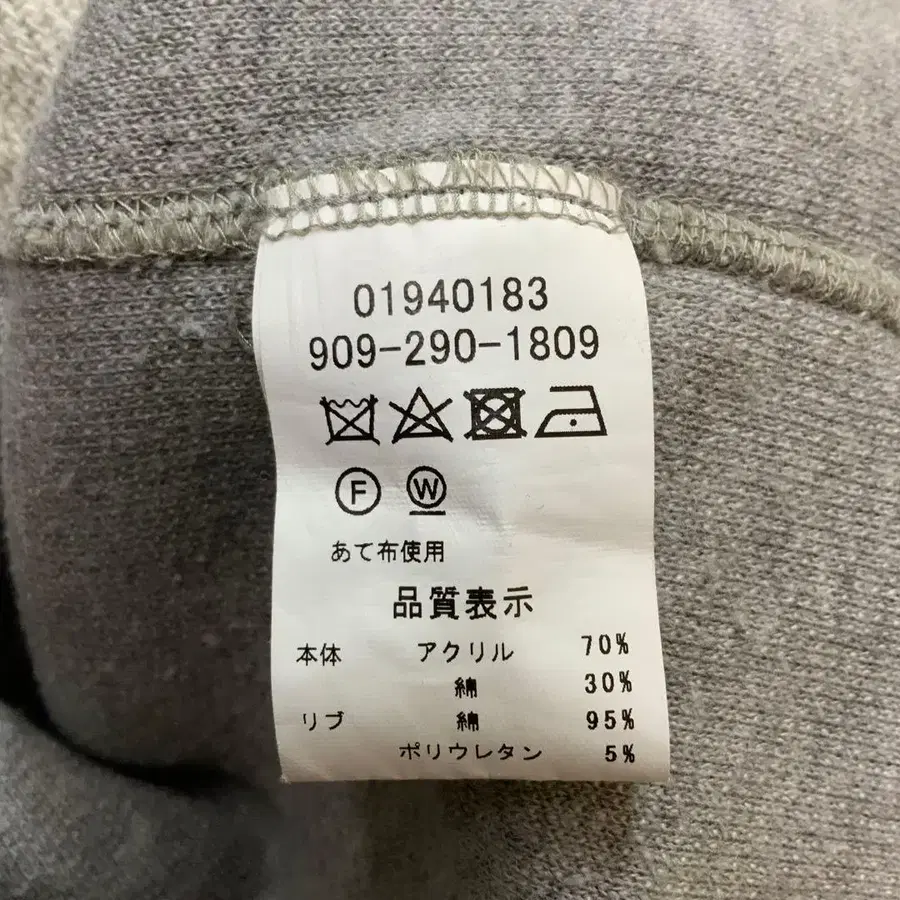 01940183
909-290-1809
F W
あて布使用
品質表示
本体 アクリル 70%
綿 30%
リブ 綿 95%
ポリウレタン 5%